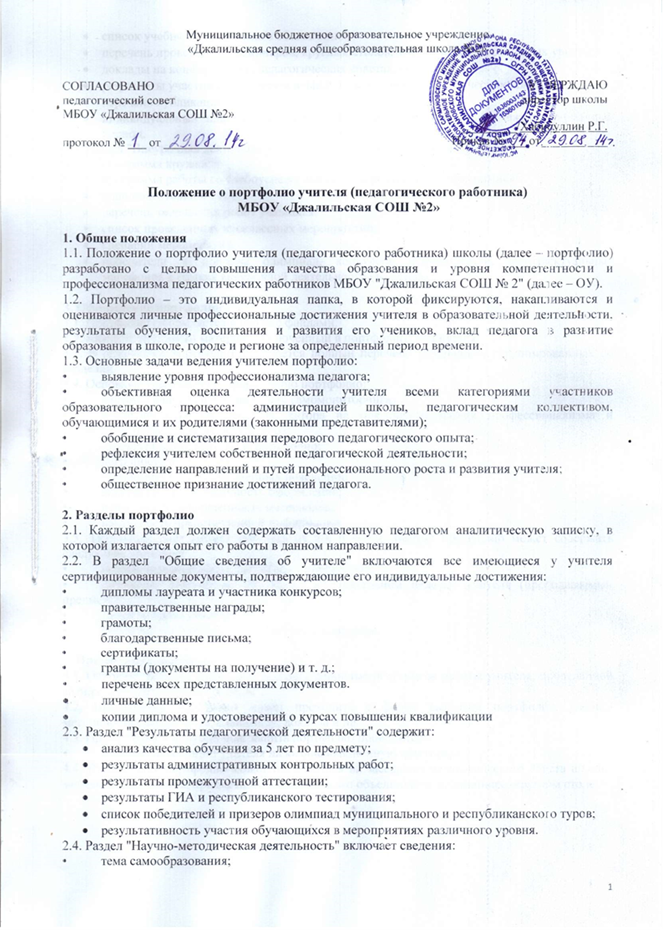 Муниципальное бюджетное образовательное учреждение
«Джалильская средняя общеобразовательная школа
СОГЛАСОВАНО
педагогический совет
школы
МБОУ «Джалильская СОШ №2»
Р.Г.
протокол № 1 от 29.08.14г
от 29.08.14г.
ДЛЯ ДОКУМЕНТОВ
Положение о портфолио учителя (педагогического работника)
МБОУ «Джалильская СОШ №2»
1. Общие положения
1.1. Положение о портфолио учителя (педагогического работника) школы (далее – портфолио)
разработано с целью повышения качества образования и уровня компетентности и
профессионализма педагогических работников МБОУ "Джалильская СОШ № 2" (далее – ОУ).
1.2. Портфолио – это индивидуальная папка, в которой фиксируются, накапливаются и
оцениваются личные профессиональные достижения учителя в образовательной деятельности,
результаты обучения, воспитания и развития его учеников, вклад педагога в развитие
образования в школе, городе и регионе за определенный период времени.
1.3. Основные задачи ведения учителем портфолио:
• выявление уровня профессионализма педагога;
• объективная оценка деятельности учителя всеми категориями участников
образовательного процесса: администрацией школы, педагогическим коллективом,
обучающимися и их родителями (законными представителями);
• обобщение и систематизация передового педагогического опыта;
• рефлексия учителем собственной педагогической деятельности;
• определение направлений и путей профессионального роста и развития учителя;
• общественное признание достижений педагога.
2. Разделы портфолио
2.1. Каждый раздел должен содержать составленную педагогом аналитическую записку, в
которой излагается опыт его работы в данном направлении.
2.2. В раздел "Общие сведения об учителе" включаются все имеющиеся у учителя
сертифицированные документы, подтверждающие его индивидуальные достижения:
• дипломы лауреата и участника конкурсов;
• правительственные награды;
• грамоты;
• благодарственные письма;
• сертификаты;
• гранты (документы на получение) и т. д.;
• перечень всех представленных документов.
• личные данные;
• копии диплома и удостоверений о курсах повышения квалификации
2.3. Раздел "Результаты педагогической деятельности" содержит:
• анализ качества обучения за 5 лет по предмету;
• результаты административных контрольных работ;
• результаты промежуточной аттестации;
• результаты ГИА и республиканского тестирования;
• список победителей и призеров олимпиад муниципального и республиканского туров;
• результативность участия обучающихся в мероприятиях различного уровня.
2.4. Раздел "Научно-методическая деятельность" включает сведения:
• тема самообразования;
1